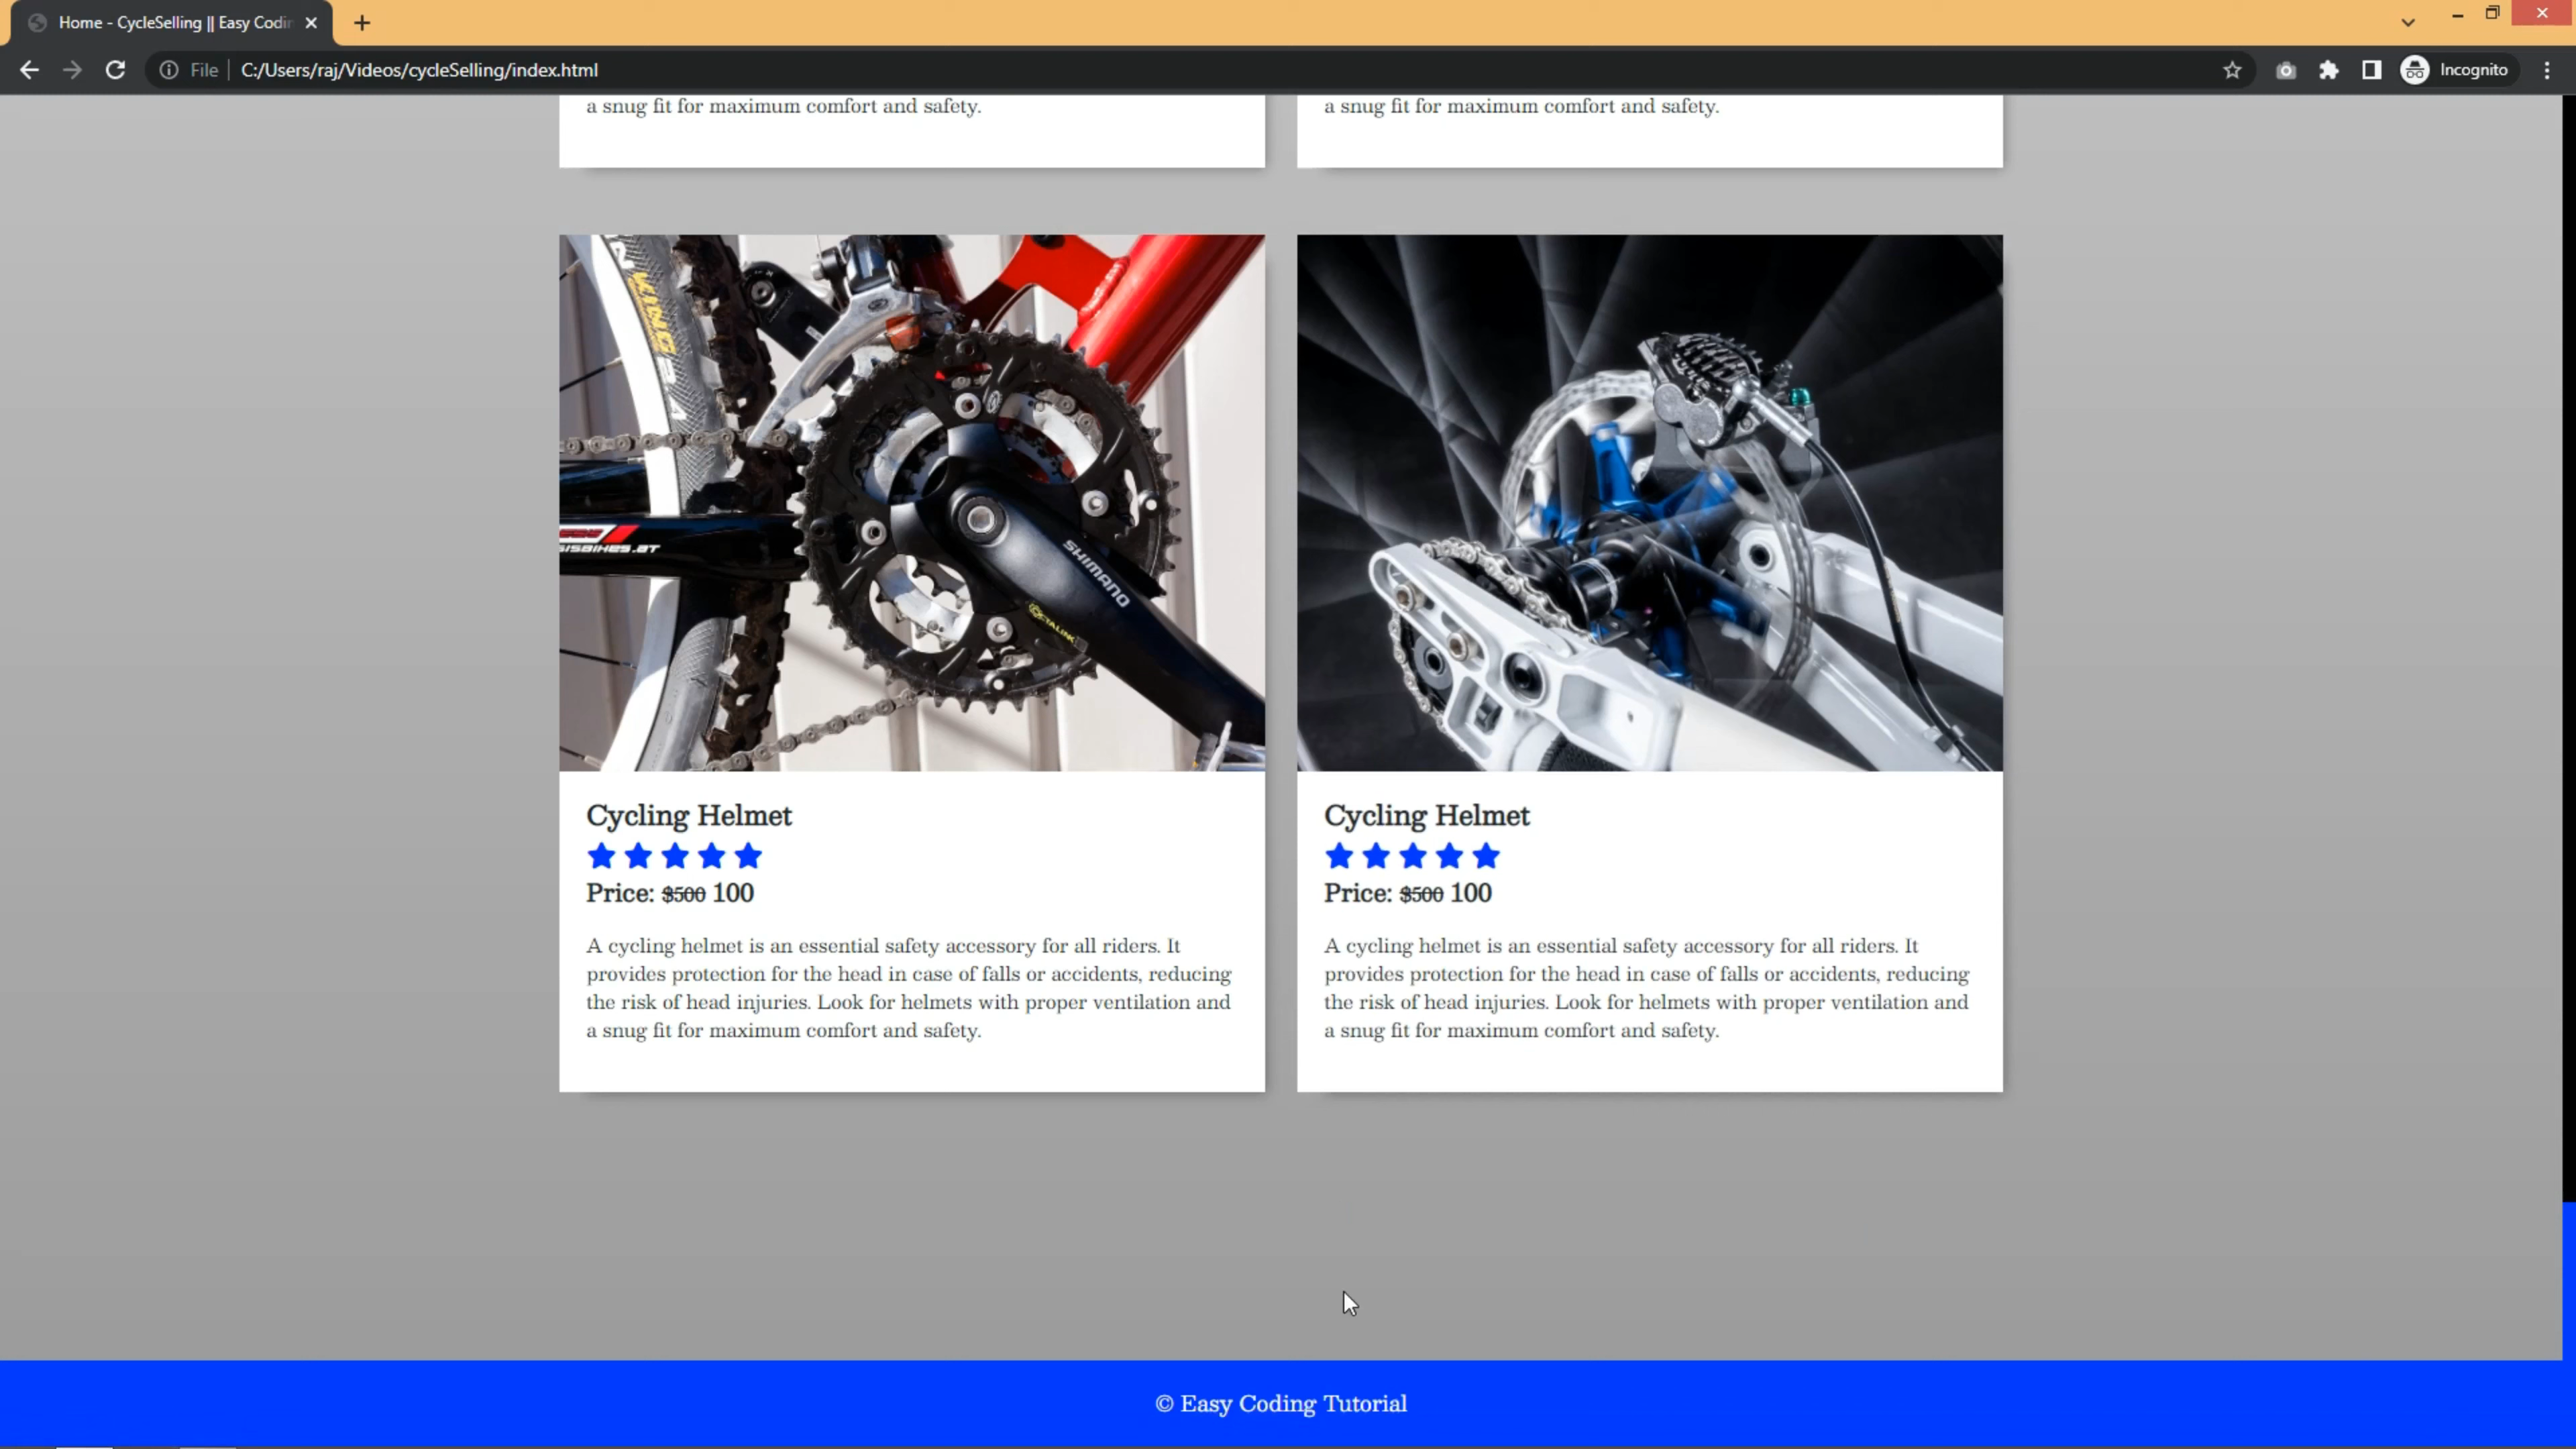 Home - CycleSelling || Easy Codin
File C:/Users/raj/Videos/cycleSelling/index.html Incognito
a snug fit for maximum comfort and safety.
a snug fit for maximum comfort and safety.
KING
SISBIKES.AT
SHIMANO
OCTALINK
Cycling Helmet
Price: $500 100
A cycling helmet is an essential safety accessory for all riders. It
provides protection for the head in case of falls or accidents, reducing
the risk of head injuries. Look for helmets with proper ventilation and
a snug fit for maximum comfort and safety.
Cycling Helmet
Price: $500 100
A cycling helmet is an essential safety accessory for all riders. It
provides protection for the head in case of falls or accidents, reducing
the risk of head injuries. Look for helmets with proper ventilation and
a snug fit for maximum comfort and safety.
© Easy Coding Tutorial